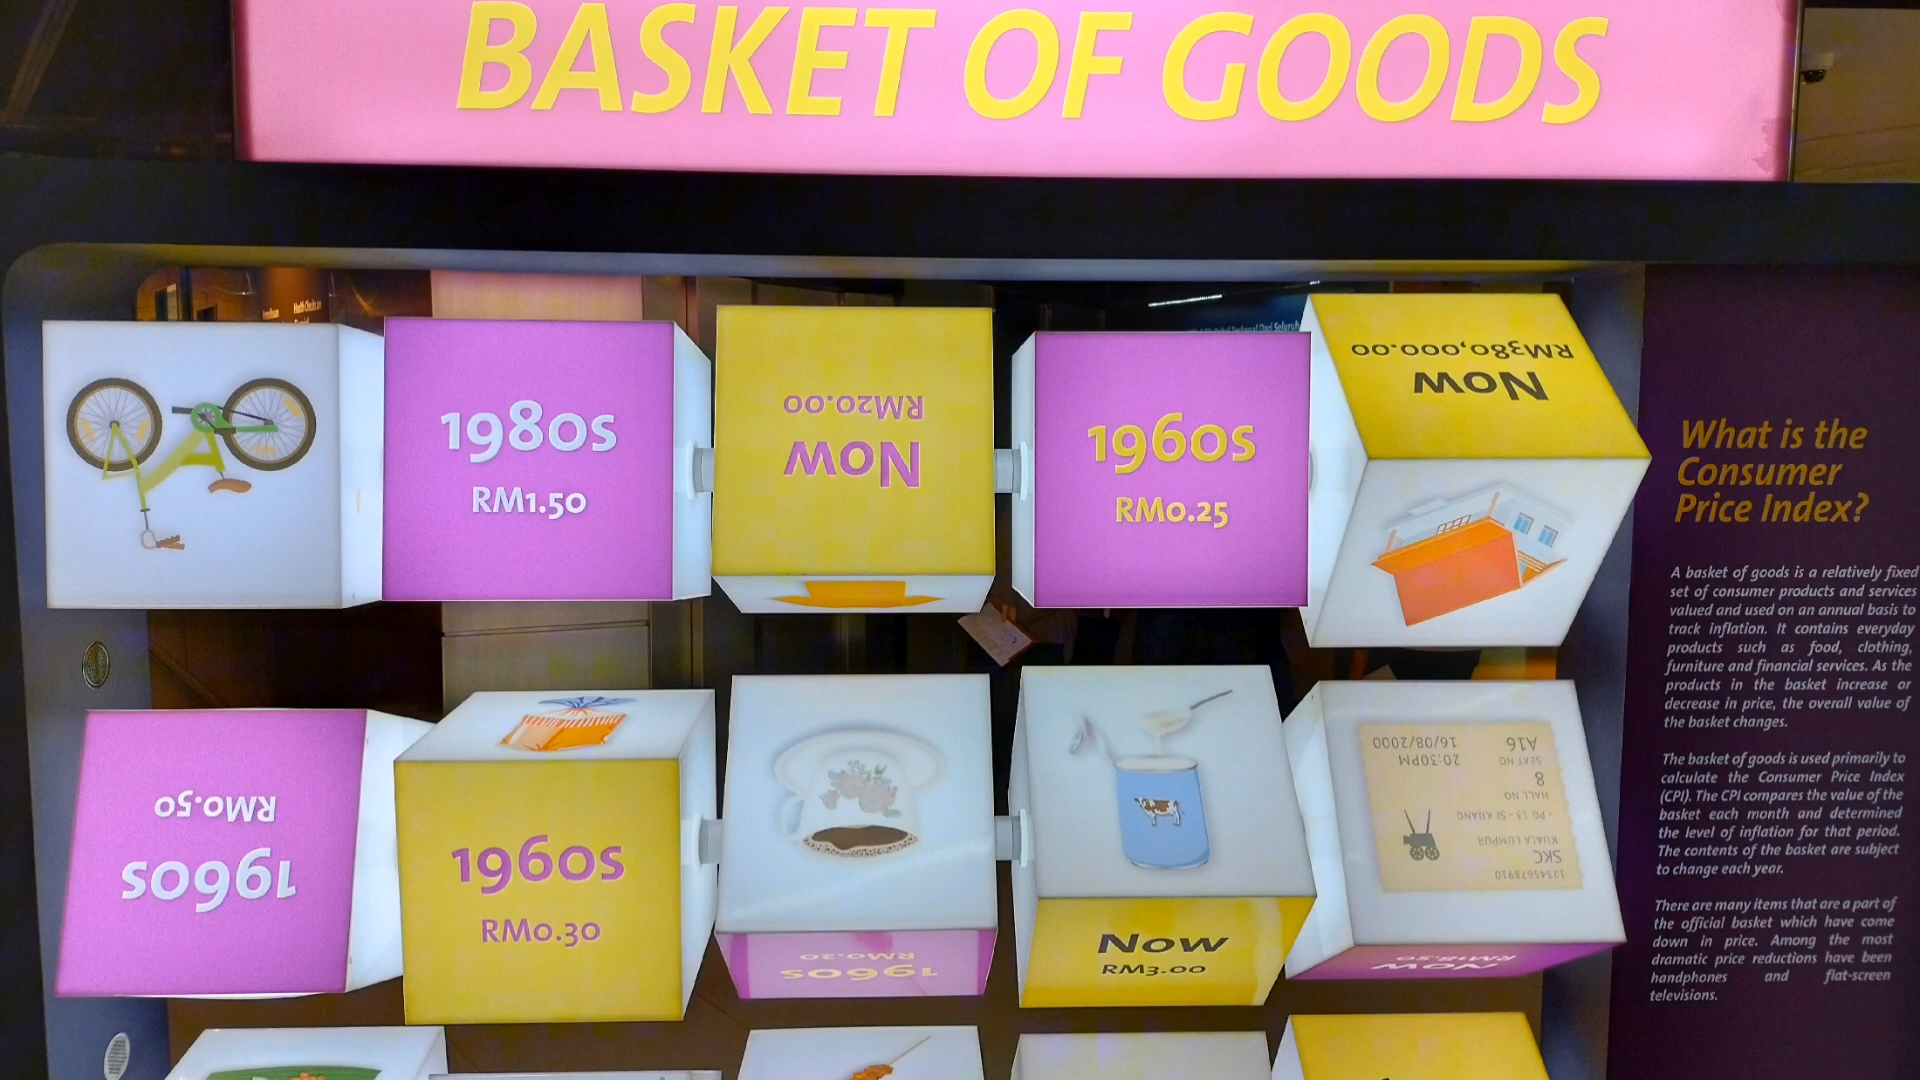 BASKET OF GOODS
1980s
RM1.50
Now
RM20.00
1960s
RM0.25
Now
RM380,000.00
1960s
RM0.50
1960s
RM0.30
1960s
RM0.20
Now
RM3.00
12345678910
SKC
KUALA LUMPUR
- PG 13 - SI KUANG -
HALL NO
8
SEAT NO
A16
20:30PM
16/08/2000
Now
What is the
Consumer
Price Index?
A basket of goods is a relatively fixed
set of consumer products and services
valued and used on an annual basis to
track inflation. It contains everyday
products such as food, clothing,
furniture and financial services. As the
products in the basket increase or
decrease in price, the overall value of
the basket changes.
The basket of goods is used primarily to
calculate the Consumer Price Index
(CPI). The CPI compares the value of the
basket each month and determined
the level of inflation for that period.
The contents of the basket are subject
to change each year.
There are many items that are a part of
the official basket which have come
down in price. Among the most
dramatic price reductions have been
handphones and flat-screen
televisions.